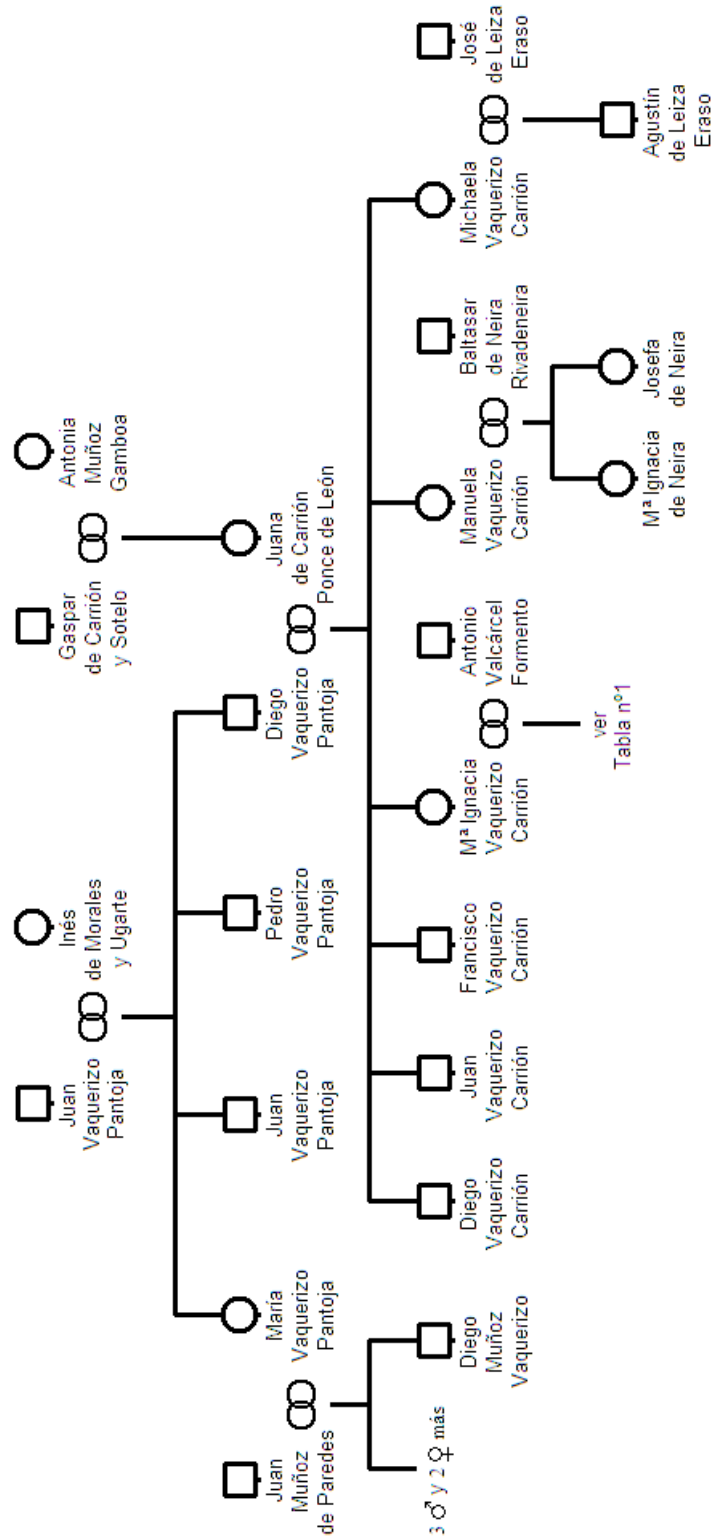 Juan
Vaquerizo
Pantoja
Inés
de Morales
y Ugarte
Gaspar
de Carrión
y Sotelo
Antonia
Muñoz
Gamboa
Juan
Muñoz
de Paredes
María
Vaquerizo
Pantoja
Juan
Vaquerizo
Pantoja
Pedro
Vaquerizo
Pantoja
Diego
Vaquerizo
Pantoja
Juana
de Carrión
Ponce de León
3 ♂ y 2 ♀ más
Diego
Muñoz
Vaquerizo
Diego
Vaquerizo
Carrión
Juan
Vaquerizo
Carrión
Francisco
Vaquerizo
Carrión
Mª Ignacia
Vaquerizo
Carrión
Antonio
Valcárcel
Formento
Manuela
Vaquerizo
Carrión
Baltasar
de Neira
Rivadeneira
Michaela
Vaquerizo
Carrión
José
de Leiza
Eraso
ver
Tabla nº1
Mª Ignacia
de Neira
Josefa
de Neira
Agustín
de Leiza
Eraso